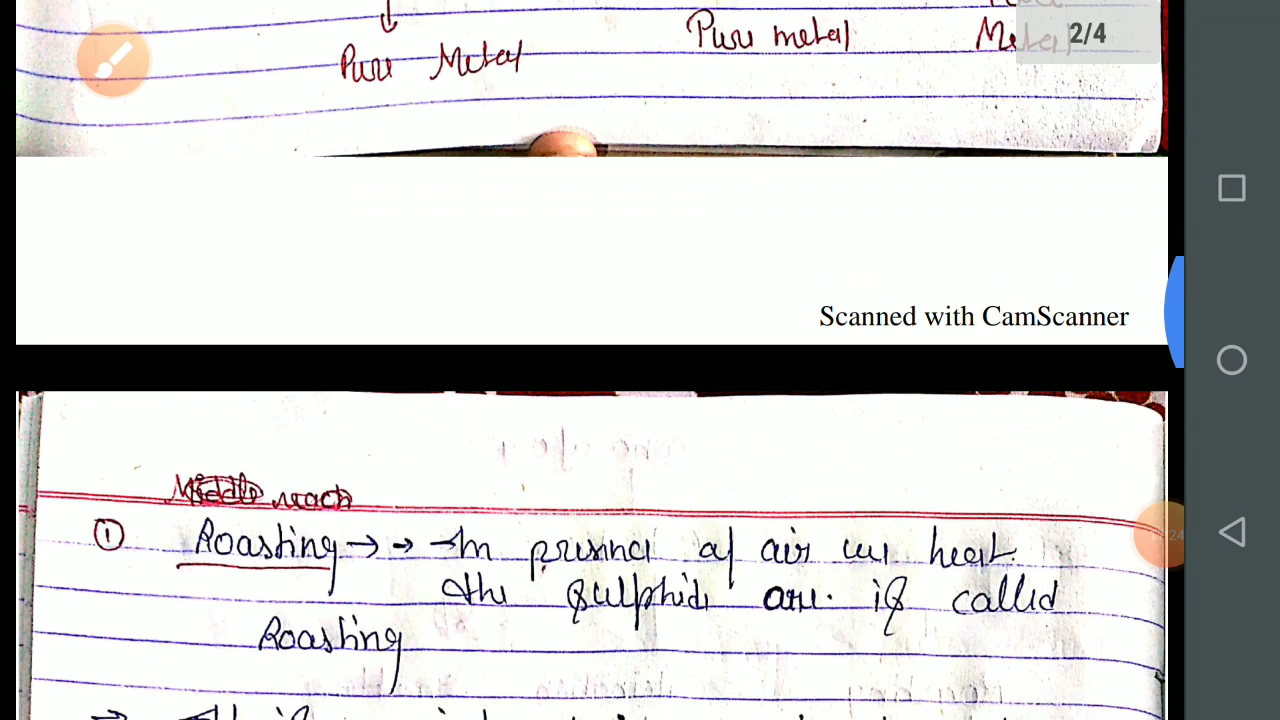 Pure Metal
Pure metal
Metal
2/4
Scanned with CamScanner
Middle reach
① Roasting → → In presence of air we heat
the sulphide ore. is called
Roasting